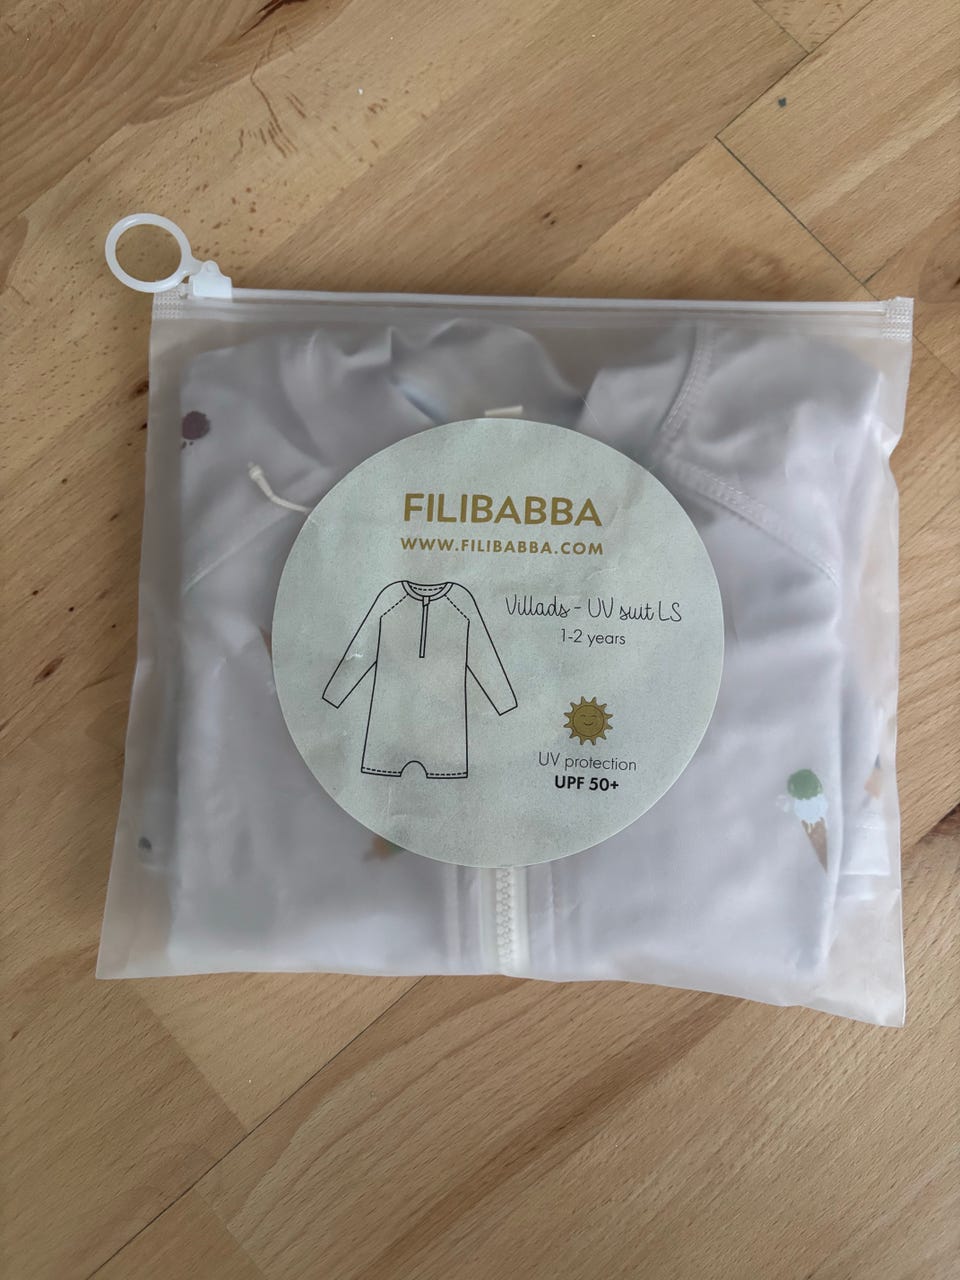 FILIBABBA
WWW.FILIBABBA.COM
Villads - UV suit LS
1-2 years
UV protection
UPF 50+